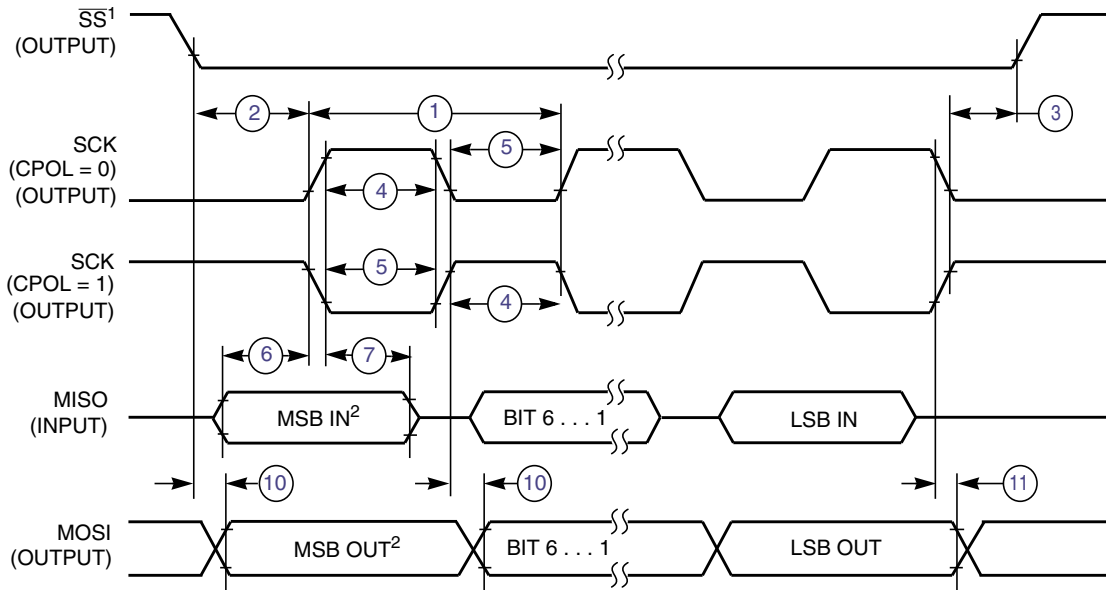 SS¹
(OUTPUT)
2
1
3
SCK
(CPOL = 0)
(OUTPUT)
5
4
SCK
(CPOL = 1)
(OUTPUT)
5
4
6
7
MISO
(INPUT)
MSB IN²
BIT 6 . . . 1
LSB IN
10
10
11
MOSI
(OUTPUT)
MSB OUT²
BIT 6 . . . 1
LSB OUT